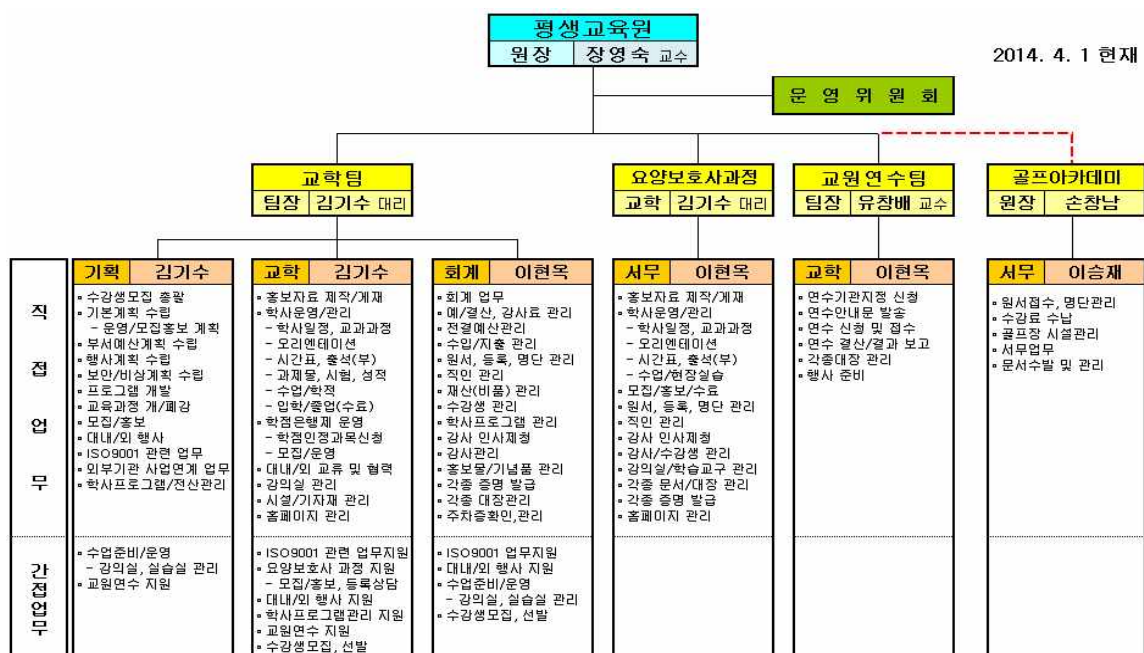 평생교육원
원장 장영숙 교수
2014. 4. 1 현재
문 영 위 원 회
교학팀
팀장 김기수 대리
요양보호사과정
교학 김기수 대리
교원연수팀
팀장 유창배 교수
골프아카데미
원장 손창남
직접업무
기획 김기수
▫ 수강생모집 총괄
▫ 기본계획 수립
- 운영/모집홍보 계획
▫ 부서예산계획 수립
▫ 행사계획 수립
▫ 보안/비상계획 수립
▫ 프로그램 개발
▫ 교육과정 개/폐강
▫ 모집/홍보
▫ 대내/외 행사
▫ ISO9001 관련 업무
▫ 외부기관 사업연계 업무
▫ 학사프로그램/전산관리
교학 김기수
▫ 홍보자료 제작/게재
▫ 학사운영/관리
- 학사일정, 교과과정
- 오리엔테이션
- 시간표, 출석(부)
- 과제물, 시험, 성적
- 수업/학적
- 입학/졸업(수료)
▫ 학점은행제 운영
- 학점인정과목신청
- 모집/운영
▫ 대내/외 교류 및 협력
▫ 강의실 관리
▫ 시설/기자재 관리
▫ 홈페이지 관리
회계 이현옥
▫ 회계 업무
▫ 예/결산, 강사료 관리
▫ 전결예산관리
▫ 수입/지출 관리
▫ 원서, 등록, 명단 관리
▫ 직인 관리
▫ 재산(비품) 관리
▫ 수강생 관리
▫ 학사프로그램 관리
▫ 강사 인사제청
▫ 강사관리
▫ 홍보물/기념품 관리
▫ 각종 증명 발급
▫ 각종 대장관리
▫ 주차증확인,관리
서무 이현옥
▫ 홍보자료 제작/게재
▫ 학사운영/관리
- 학사일정, 교과과정
- 오리엔테이션
- 시간표, 출석(부)
- 수업/현장실습
▫ 모집/홍보/수료
▫ 원서, 등록, 명단 관리
▫ 직인 관리
▫ 강사 인사제청
▫ 강사/수강생 관리
▫ 강의실/학습교구 관리
▫ 각종 문서/대장 관리
▫ 각종 증명 발급
▫ 홈페이지 관리
교학 이현옥
▫ 연수기관지정 신청
▫ 연수안내문 발송
▫ 연수 신청 및 접수
▫ 연수 결산/결과 보고
▫ 각종대장 관리
▫ 행사 준비
서무 이승재
▫ 원서접수, 명단관리
▫ 수강료 수납
▫ 골프장 시설관리
▫ 서무업무
▫ 문서수발 및 관리
간접업무
▫ 수업준비/운영
- 강의실, 실습실 관리
▫ 교원연수 지원
▫ ISO9001 관련 업무지원
▫ 요양보호사 과정 지원
- 모집/홍보, 등록상담
▫ 대내/외 행사 지원
▫ 학사프로그램관리 지원
▫ 교원연수 지원
▫ 수강생모집, 선발
▫ ISO9001 업무지원
▫ 대내/외 행사 지원
▫ 수업준비/운영
- 강의실, 실습실 관리
▫ 수강생모집, 선발